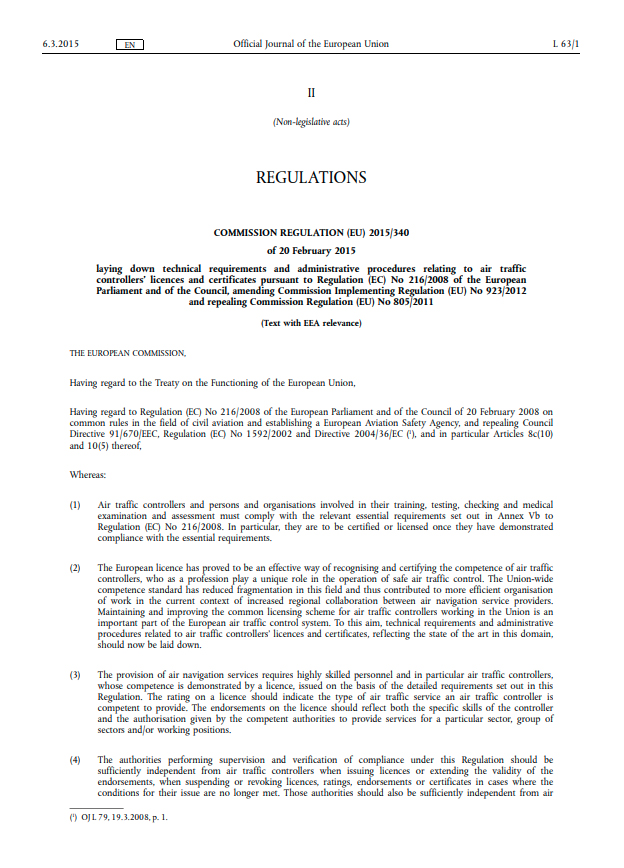 6.3.2015 EN Official Journal of the European Union L 63/1
II
(Non-legislative acts)
REGULATIONS
COMMISSION REGULATION (EU) 2015/340
of 20 February 2015
laying down technical requirements and administrative procedures relating to air traffic
controllers' licences and certificates pursuant to Regulation (EC) No 216/2008 of the European
Parliament and of the Council, amending Commission Implementing Regulation (EU) No 923/2012
and repealing Commission Regulation (EU) No 805/2011
(Text with EEA relevance)
THE EUROPEAN COMMISSION,
Having regard to the Treaty on the Functioning of the European Union,
Having regard to Regulation (EC) No 216/2008 of the European Parliament and of the Council of 20 February 2008 on
common rules in the field of civil aviation and establishing a European Aviation Safety Agency, and repealing Council
Directive 91/670/EEC, Regulation (EC) No 1592/2002 and Directive 2004/36/EC (¹), and in particular Articles 8c(10)
and 10(5) thereof,
Whereas:
(1) Air traffic controllers and persons and organisations involved in their training, testing, checking and medical
examination and assessment must comply with the relevant essential requirements set out in Annex Vb to
Regulation (EC) No 216/2008. In particular, they are to be certified or licensed once they have demonstrated
compliance with the essential requirements.
(2) The European licence has proved to be an effective way of recognising and certifying the competence of air traffic
controllers, who as a profession play a unique role in the operation of safe air traffic control. The Union-wide
competence standard has reduced fragmentation in this field and thus contributed to more efficient organisation
of work in the current context of increased regional collaboration between air navigation service providers.
Maintaining and improving the common licensing scheme for air traffic controllers working in the Union is an
important part of the European air traffic control system. To this aim, technical requirements and administrative
procedures related to air traffic controllers' licences and certificates, reflecting the state of the art in this domain,
should now be laid down.
(3) The provision of air navigation services requires highly skilled personnel and in particular air traffic controllers,
whose competence is demonstrated by a licence, issued on the basis of the detailed requirements set out in this
Regulation. The rating on a licence should indicate the type of air traffic service an air traffic controller is
competent to provide. The endorsements on the licence should reflect both the specific skills of the controller
and the authorisation given by the competent authorities to provide services for a particular sector, group of
sectors and/or working positions.
(4) The authorities performing supervision and verification of compliance under this Regulation should be
sufficiently independent from air traffic controllers when issuing licences or extending the validity of the
endorsements, when suspending or revoking licences, ratings, endorsements or certificates in cases where the
conditions for their issue are no longer met. Those authorities should also be sufficiently independent from air
(¹) OJ L 79, 19.3.2008, p. 1.